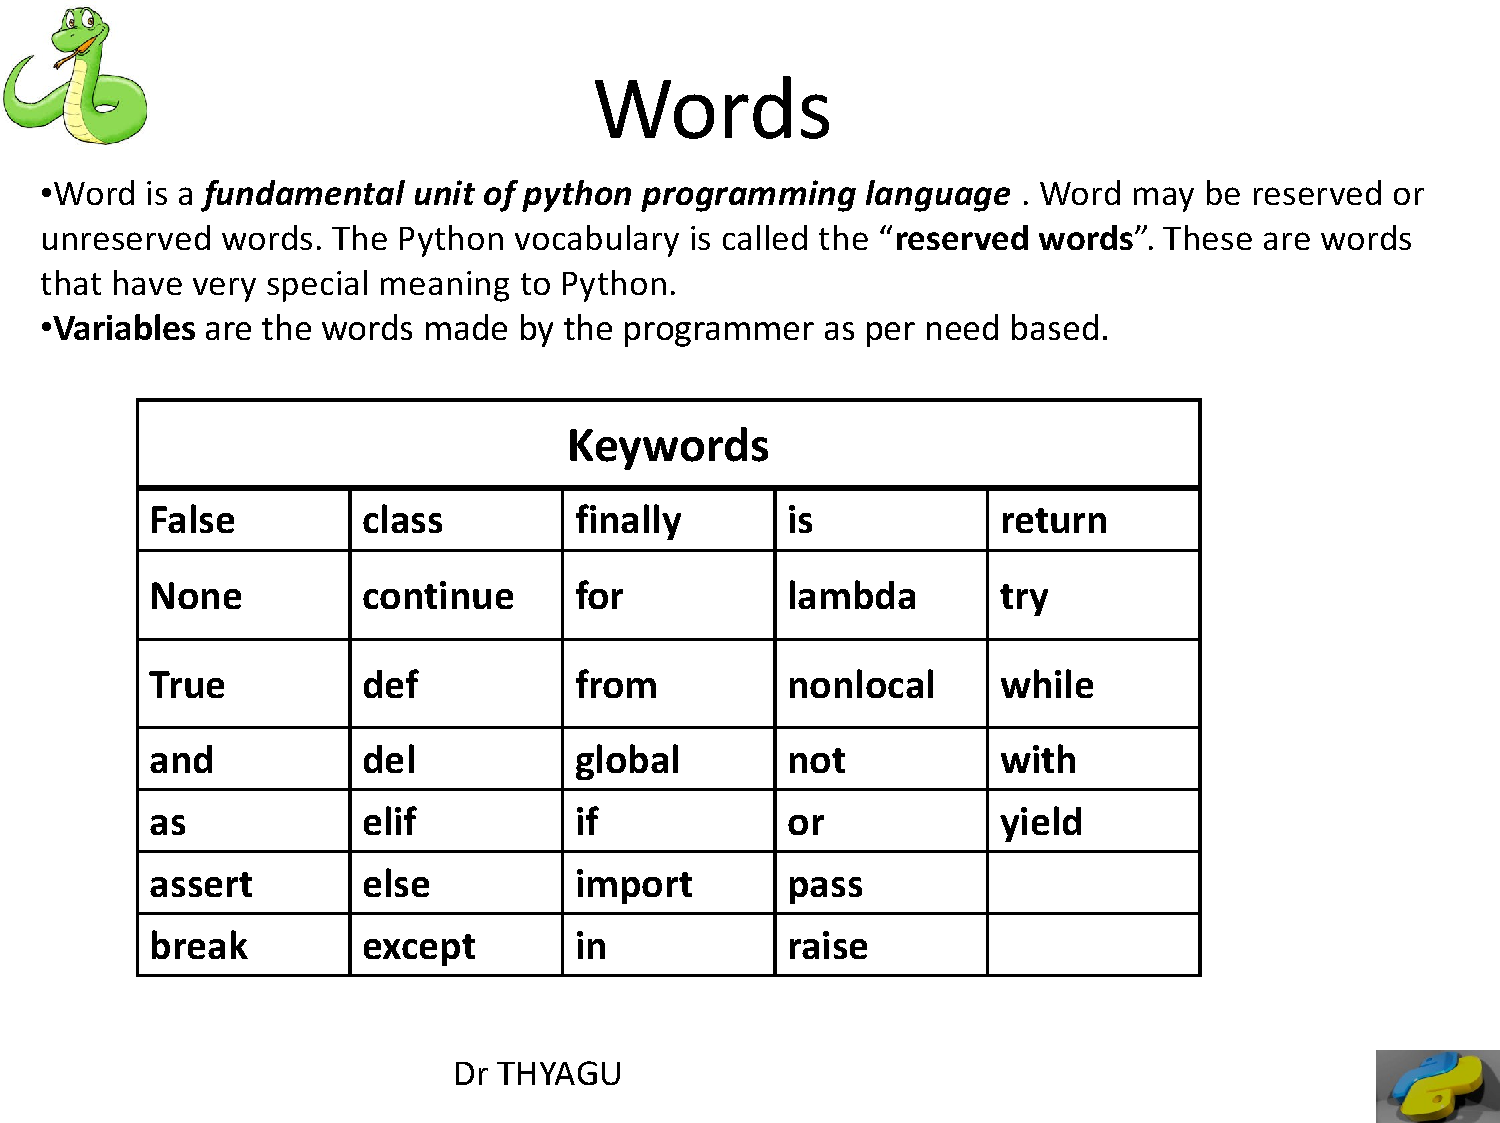 Words
•Word is a fundamental unit of python programming language . Word may be reserved or
unreserved words. The Python vocabulary is called the “reserved words”. These are words
that have very special meaning to Python.
•Variables are the words made by the programmer as per need based.
Keywords
False class finally is return
None continue for lambda try
True def from nonlocal while
and del global not with
as elif if or yield
assert else import pass
break except in raise
Dr THYAGU